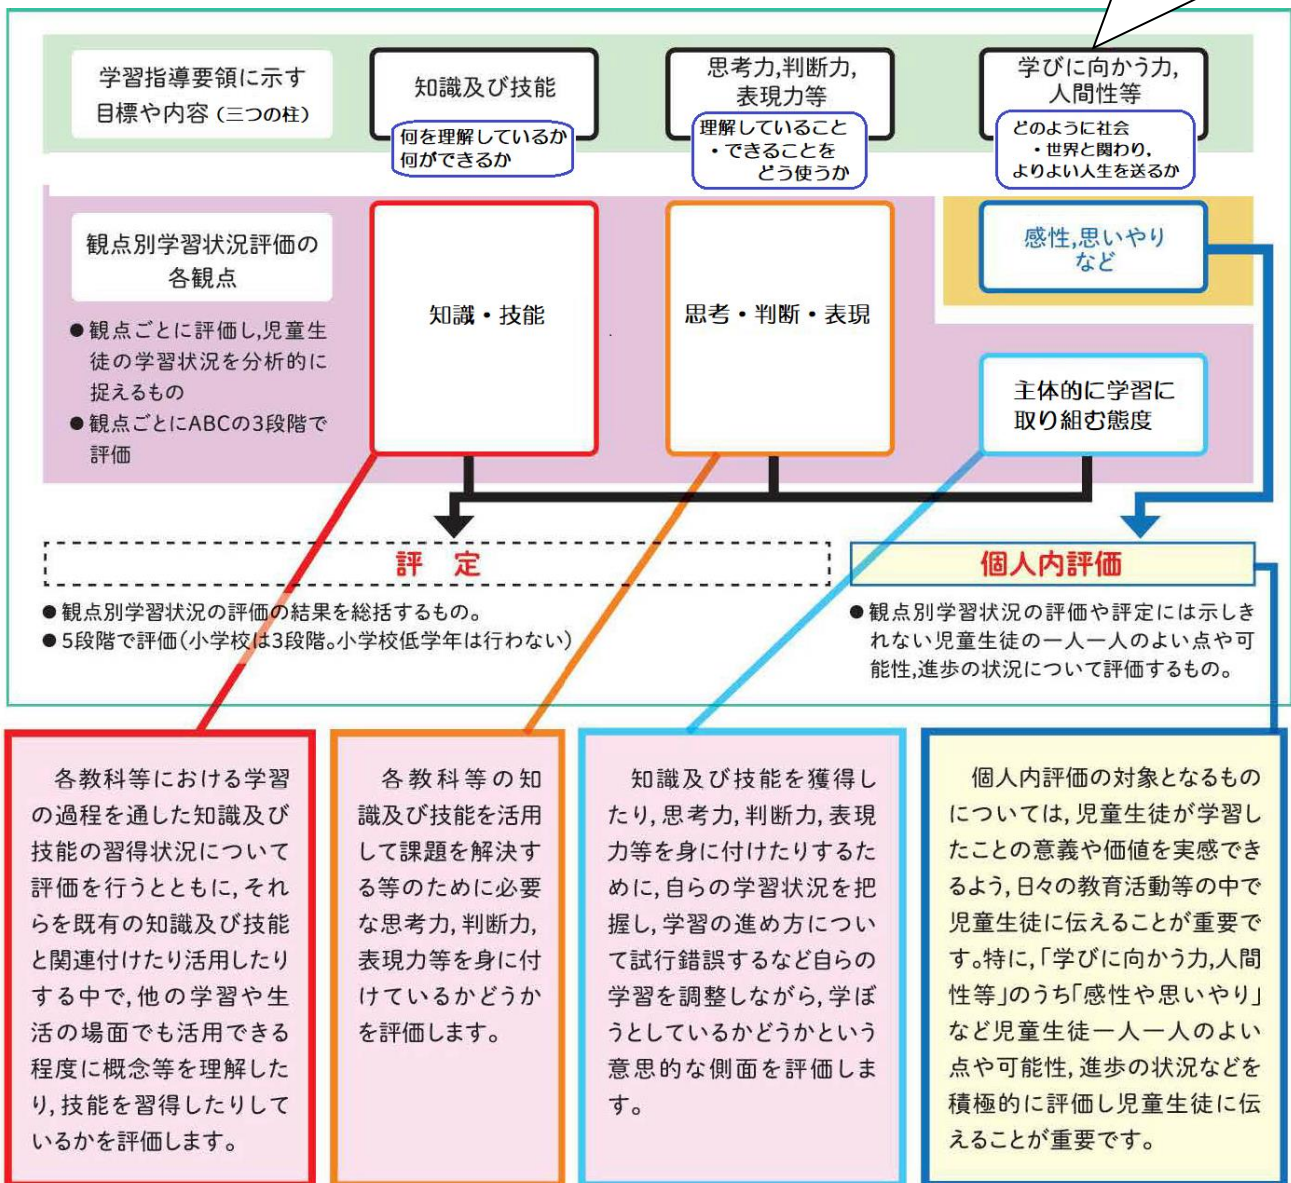 学習指導要領に示す
目標や内容（三つの柱）
知識及び技能
何を理解しているか
何ができるか
思考力,判断力,
表現力等
理解していること
・できることを
どう使うか
学びに向かう力,
人間性等
どのように社会
・世界と関わり,
よりよい人生を送るか
観点別学習状況評価の
各観点
●観点ごとに評価し,児童生
徒の学習状況を分析的に
捉えるもの
●観点ごとにABCの3段階で
評価
知識・技能
思考・判断・表現
感性,思いやり
など
主体的に学習に
取り組む態度
評 定
●観点別学習状況の評価の結果を総括するもの。
●5段階で評価(小学校は3段階。小学校低学年は行わない)
個人内評価
●観点別学習状況の評価や評定には示しき
れない児童生徒の一人一人のよい点や可
能性,進歩の状況について評価するもの。
各教科等における学習
の過程を通した知識及び
技能の習得状況について
評価を行うとともに,それ
らを既有の知識及び技能
と関連付けたり活用したり
する中で,他の学習や生
活の場面でも活用できる
程度に概念等を理解した
り,技能を習得したりして
いるかを評価します。
各教科等の知
識及び技能を活用
して課題を解決す
る等のために必要
な思考力,判断力,
表現力等を身に付
けているかどうか
を評価します。
知識及び技能を獲得し
たり,思考力,判断力,表現
力等を身に付けたりするた
めに,自らの学習状況を把
握し,学習の進め方につい
て試行錯誤するなど自らの
学習を調整しながら,学ぼ
うとしているかどうかという
意思的な側面を評価しま
す。
個人内評価の対象となるもの
については,児童生徒が学習し
たことの意義や価値を実感でき
るよう,日々の教育活動等の中で
児童生徒に伝えることが重要で
す。特に,「学びに向かう力,人間
性等」のうち「感性や思いやり」
など児童生徒一人一人のよい
点や可能性,進歩の状況などを
積極的に評価し児童生徒に伝
えることが重要です。